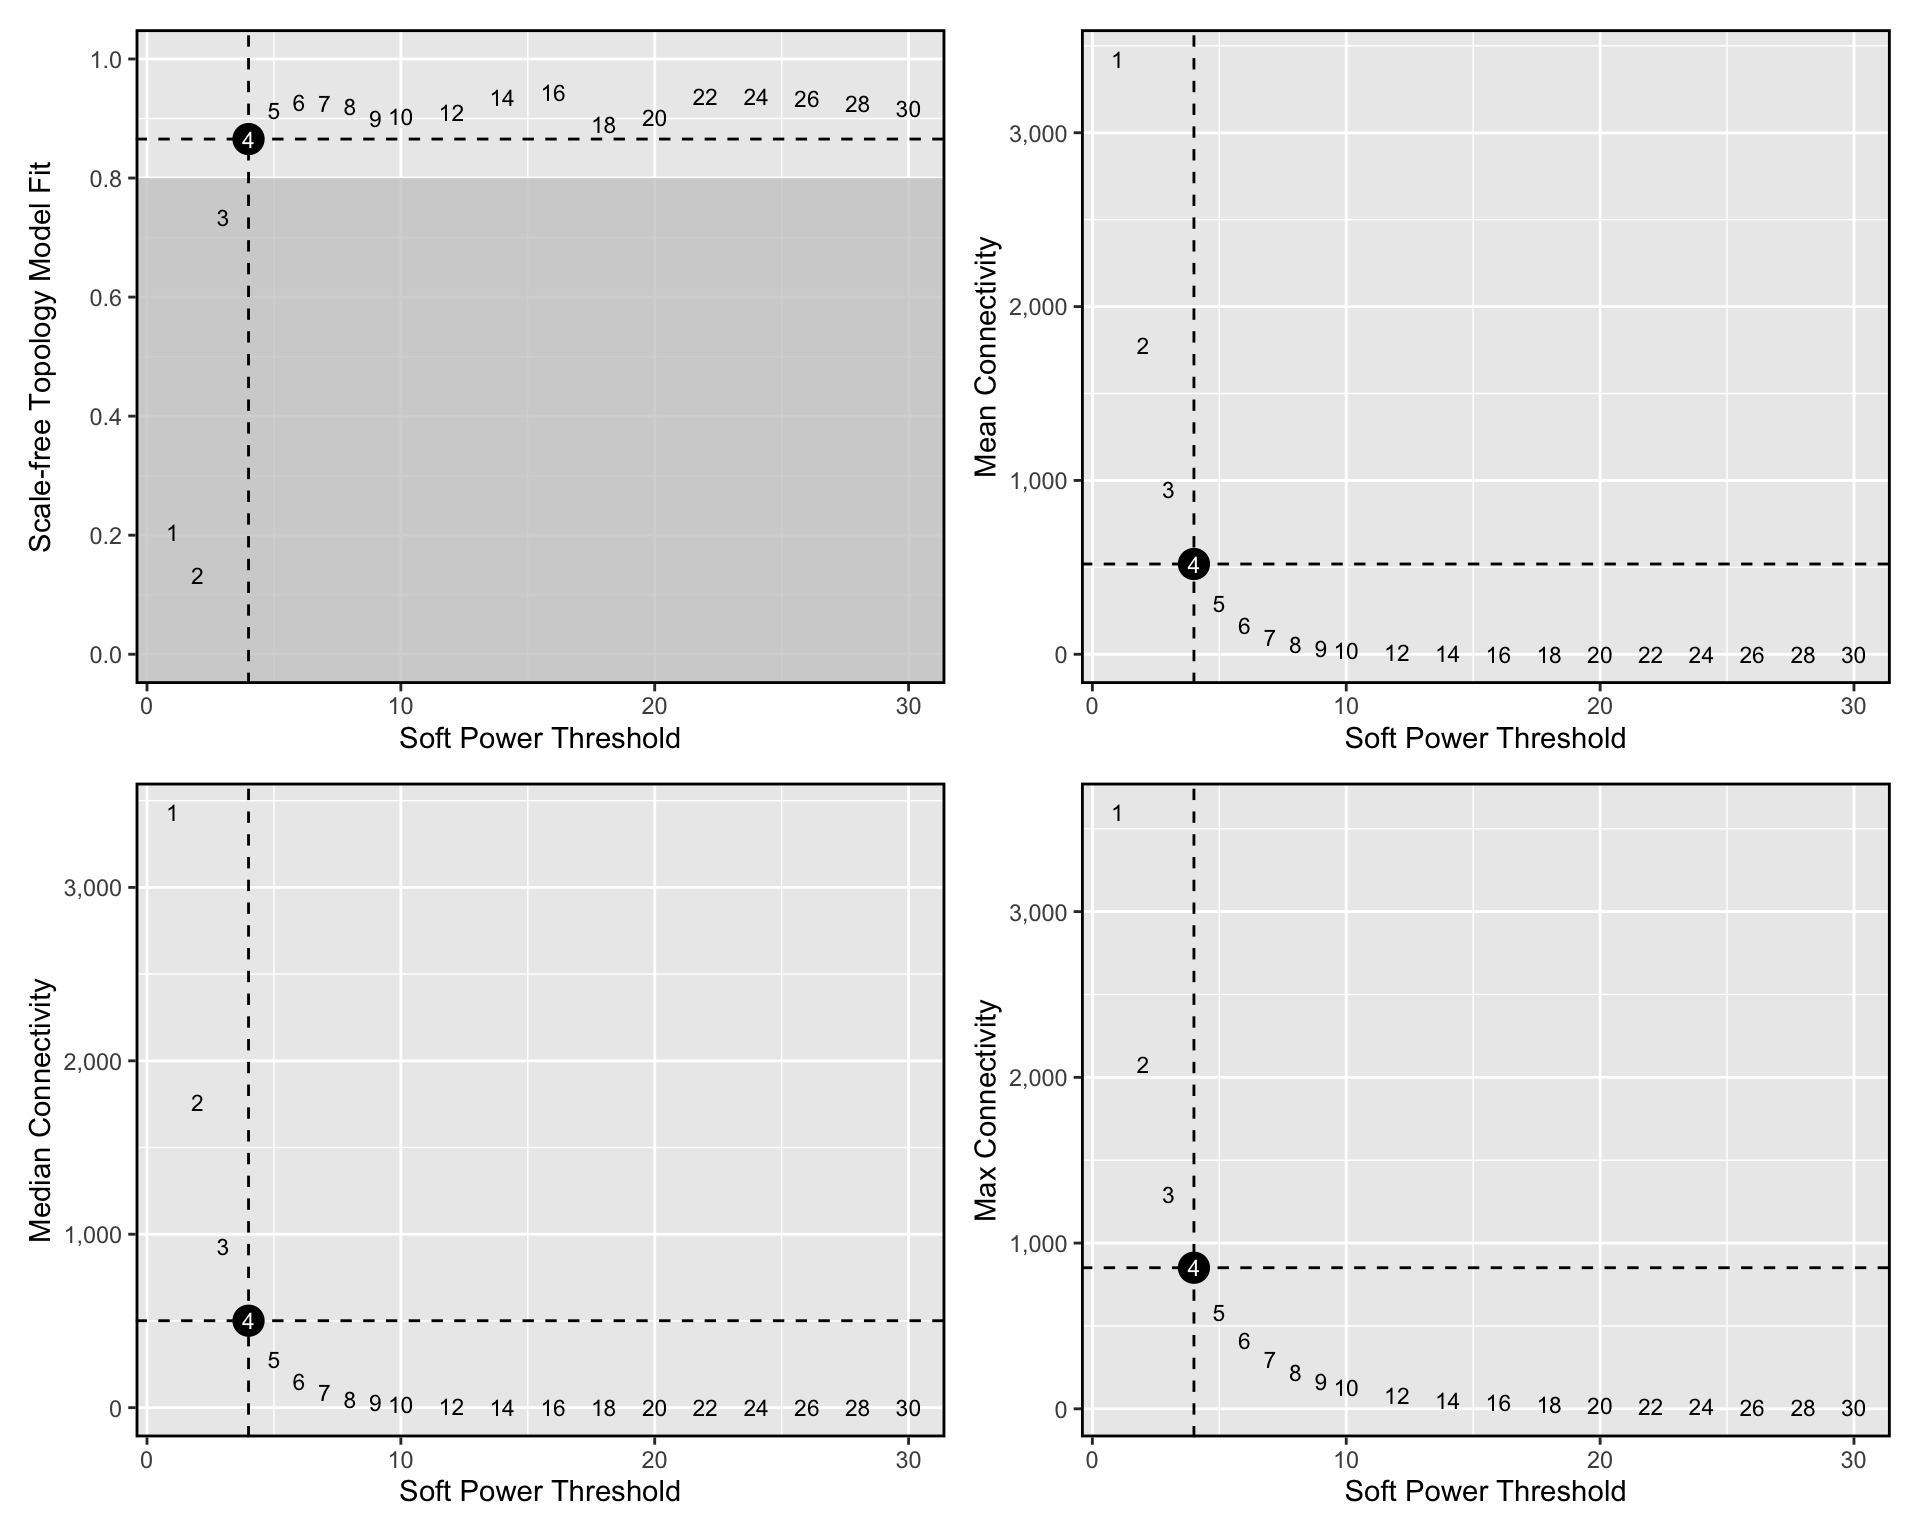 Scale-free Topology Model Fit
1.0
0.8
0.6
0.4
0.2
0.0
1 2 3 4 5 6 7 8 9 10 12 14 16 18 20 22 24 26 28 30
0 10 20 30
Soft Power Threshold
Mean Connectivity
3,000
2,000
1,000
0
1 2 3 4 5 6 7 8 9 10 12 14 16 18 20 22 24 26 28 30
0 10 20 30
Soft Power Threshold
Median Connectivity
3,000
2,000
1,000
0
1 2 3 4 5 6 7 8 9 10 12 14 16 18 20 22 24 26 28 30
0 10 20 30
Soft Power Threshold
Max Connectivity
3,000
2,000
1,000
0
1 2 3 4 5 6 7 8 9 10 12 14 16 18 20 22 24 26 28 30
0 10 20 30
Soft Power Threshold